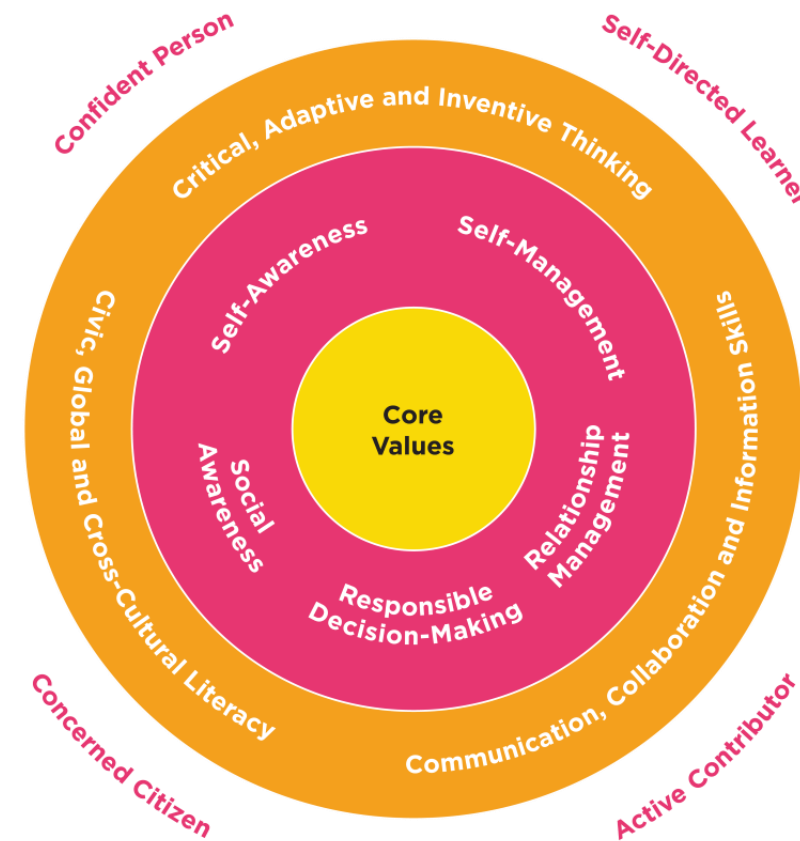 Confident Person
Self-Directed Learner
Critical, Adaptive and Inventive Thinking
Self-Awareness
Self-Management
Civic, Global and Cross-Cultural Literacy
Communication, Collaboration and Information Skills
Core
Values
Social
Awareness
Relationship
Management
Responsible
Decision-Making
Concerned Citizen
Active Contributor